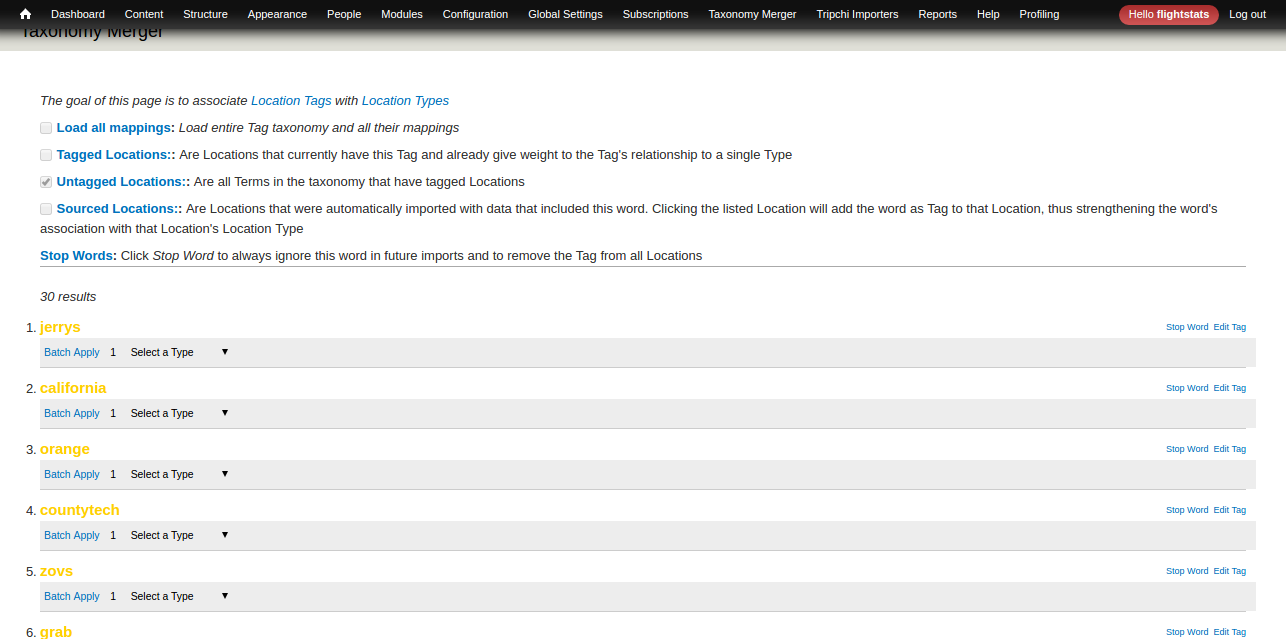 Dashboard Content Structure Appearance People Modules Configuration Global Settings Subscriptions Taxonomy Merger Tripchi Importers Reports Help Profiling Hello flightstats Log out
Taxonomy Merger
The goal of this page is to associate Location Tags with Location Types
Load all mappings: Load entire Tag taxonomy and all their mappings
Tagged Locations:: Are Locations that currently have this Tag and already give weight to the Tag's relationship to a single Type
Untagged Locations:: Are all Terms in the taxonomy that have tagged Locations
Sourced Locations:: Are Locations that were automatically imported with data that included this word. Clicking the listed Location will add the word as Tag to that Location, thus strengthening the word's
association with that Location's Location Type
Stop Words: Click Stop Word to always ignore this word in future imports and to remove the Tag from all Locations
30 results
1. jerrys Stop Word Edit Tag
Batch Apply 1 Select a Type ▼
2. california Stop Word Edit Tag
Batch Apply 1 Select a Type ▼
3. orange Stop Word Edit Tag
Batch Apply 1 Select a Type ▼
4. countytech Stop Word Edit Tag
Batch Apply 1 Select a Type ▼
5. zovs Stop Word Edit Tag
Batch Apply 1 Select a Type ▼
6. grab Stop Word Edit Tag